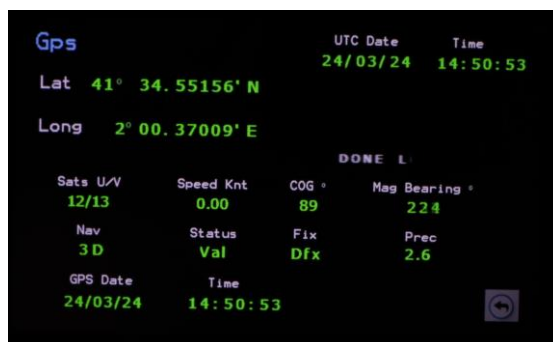 Gps
UTC Date Time
24/03/24 14:50:53
Lat 41° 34.55156' N
Long 2° 00.37009' E
DONE L
Sats U/V Speed Knt COG ° Mag Bearing °
12/13 0.00 89 224
Nav Status Fix Prec
3D Val Dfx 2.6
GPS Date Time
24/03/24 14:50:53